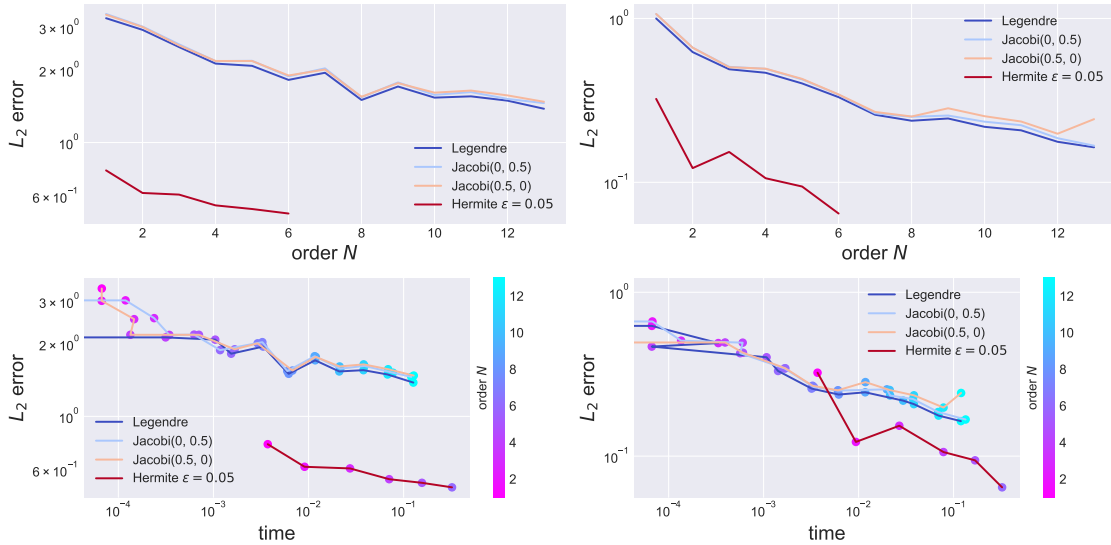 3 × 10⁰
2 × 10⁰
10⁰
6 × 10⁻¹
L₂ error
Legendre
Jacobi(0, 0.5)
Jacobi(0.5, 0)
Hermite ε = 0.05
2 4 6 8 10 12
order N
10⁰
10⁻¹
L₂ error
Legendre
Jacobi(0, 0.5)
Jacobi(0.5, 0)
Hermite ε = 0.05
2 4 6 8 10 12
order N
3 × 10⁰
2 × 10⁰
10⁰
6 × 10⁻¹
L₂ error
Legendre
Jacobi(0, 0.5)
Jacobi(0.5, 0)
Hermite ε = 0.05
10⁻⁴ 10⁻³ 10⁻² 10⁻¹
time
12
10
8
6
4
2
order N
10⁰
10⁻¹
L₂ error
Legendre
Jacobi(0, 0.5)
Jacobi(0.5, 0)
Hermite ε = 0.05
10⁻⁴ 10⁻³ 10⁻² 10⁻¹
time
12
10
8
6
4
2
order N